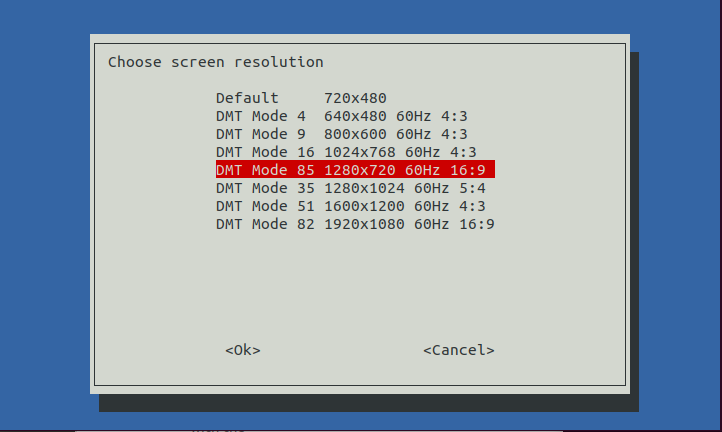 Choose screen resolution
Default 720x480
DMT Mode 4 640x480 60Hz 4:3
DMT Mode 9 800x600 60Hz 4:3
DMT Mode 16 1024x768 60Hz 4:3
DMT Mode 85 1280x720 60Hz 16:9
DMT Mode 35 1280x1024 60Hz 5:4
DMT Mode 51 1600x1200 60Hz 4:3
DMT Mode 82 1920x1080 60Hz 16:9
<Ok> <Cancel>